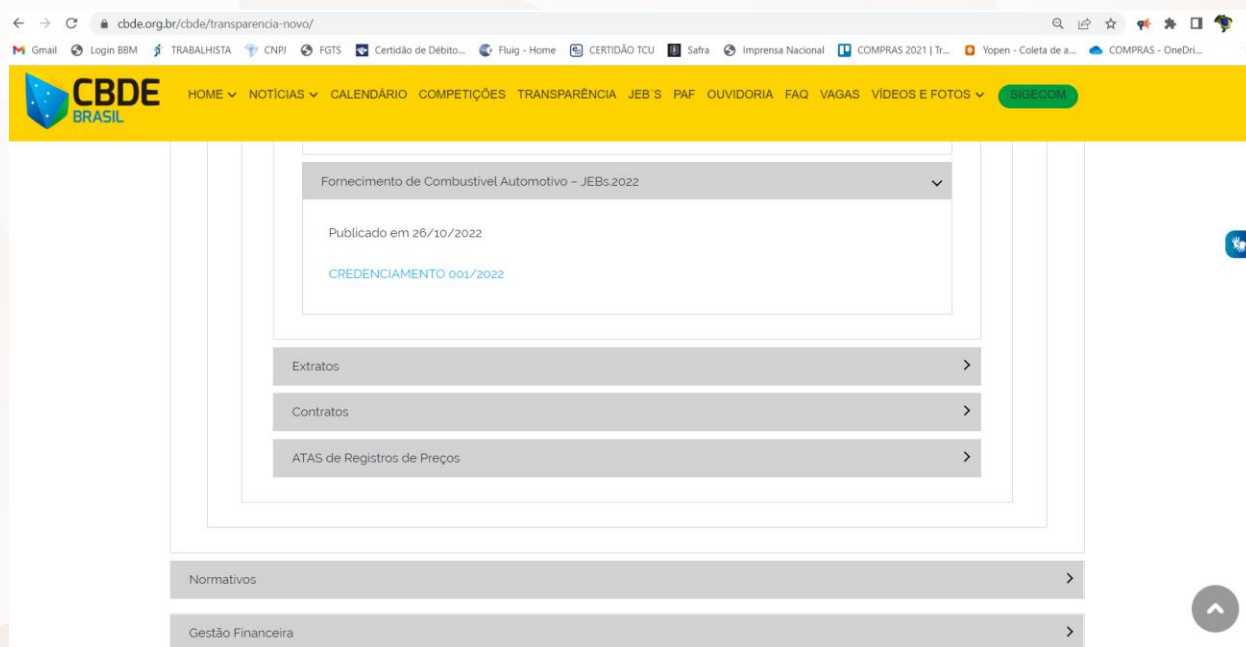 cbde.org.br/cbde/transparencia-novo/
Gmail Login BBM TRABALHISTA CNPJ FGTS Certidão de Débito... Fluig - Home CERTIDÃO TCU Safra Imprensa Nacional COMPRAS 2021 | Tr... Yopen - Coleta de a... COMPRAS - OneDri...
CBDE
BRASIL
HOME NOTÍCIAS CALENDÁRIO COMPETIÇÕES TRANSPARÊNCIA JEB´S PAF OUVIDORIA FAQ VAGAS VÍDEOS E FOTOS SIGECOM
Fornecimento de Combustível Automotivo – JEBs.2022
Publicado em 26/10/2022
CREDENCIAMENTO 001/2022
Extratos
Contratos
ATAS de Registros de Preços
Normativos
Gestão Financeira